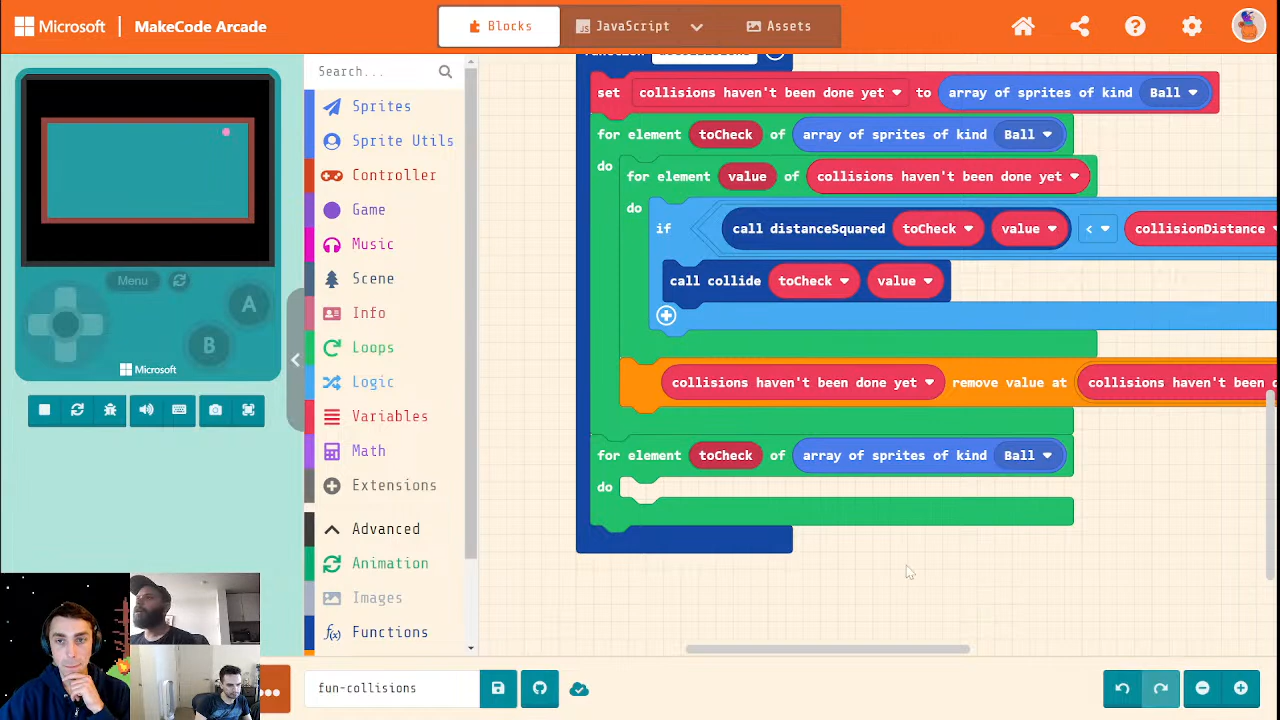 Microsoft | MakeCode Arcade
Blocks
JavaScript
Assets
Search...
Sprites
Sprite Utils
Controller
Game
Music
Scene
Info
Loops
Logic
Variables
Math
Extensions
Advanced
Animation
Images
Functions
Menu
A
B
Microsoft
set collisions haven't been done yet to array of sprites of kind Ball
for element toCheck of array of sprites of kind Ball
do
for element value of collisions haven't been done yet
do
if call distanceSquared toCheck value < collisionDistance
call collide toCheck value
collisions haven't been done yet remove value at collisions haven't been
for element toCheck of array of sprites of kind Ball
do
fun-collisions